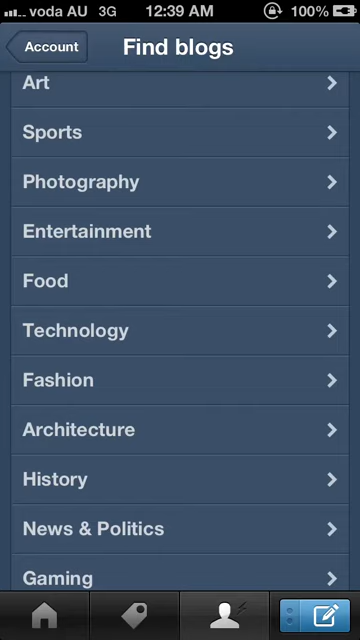 voda AU 3G 12:39 AM 100%
Account Find blogs
Art
Sports
Photography
Entertainment
Food
Technology
Fashion
Architecture
History
News & Politics
Gaming